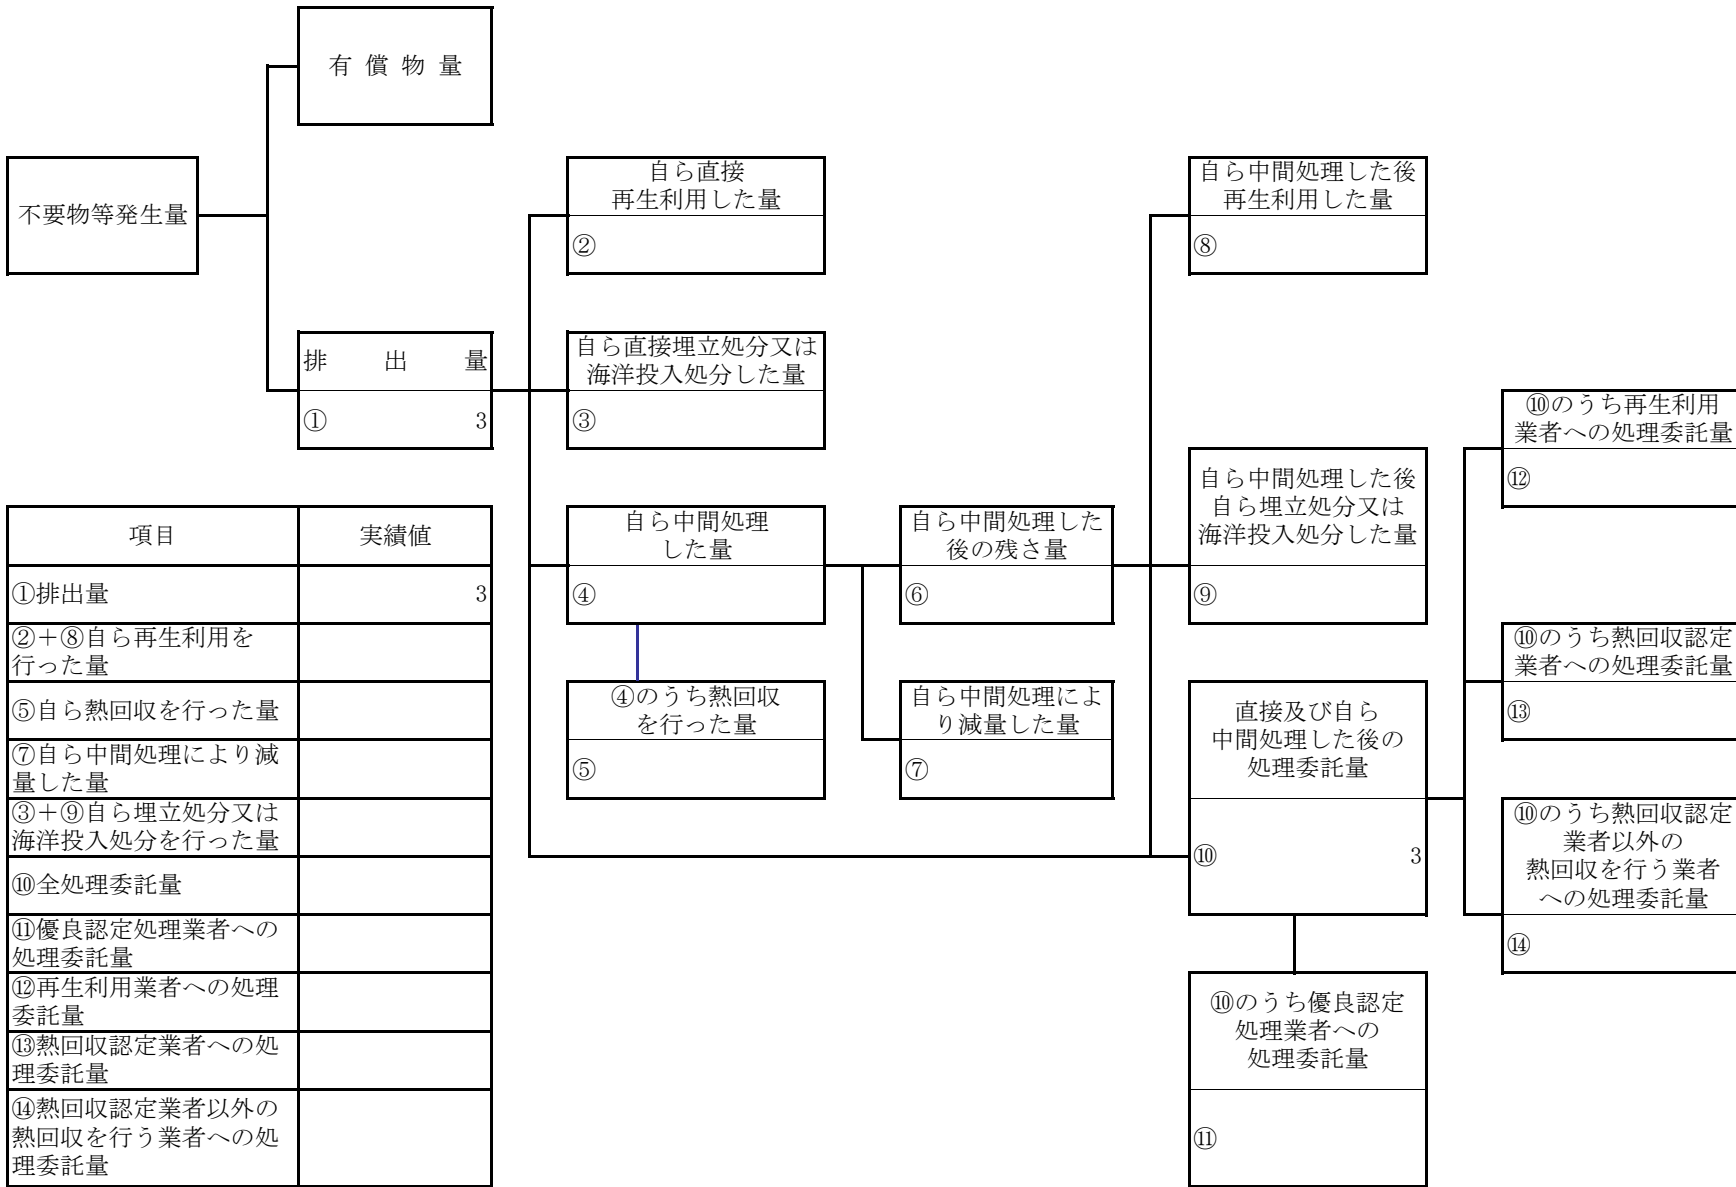 有償物量
不要物等発生量
自ら直接
再生利用した量
②
自ら中間処理した後
再生利用した量
⑧
排出量
① 3
自ら直接埋立処分又は
海洋投入処分した量
③
⑩のうち再生利用
業者への処理委託量
⑫
自ら中間処理した後
自ら埋立処分又は
海洋投入処分した量
⑨
自ら中間処理
した量
④
自ら中間処理した
後の残さ量
⑥
⑩のうち熱回収認定
業者への処理委託量
⑬
④のうち熱回収
を行った量
⑤
自ら中間処理によ
り減量した量
⑦
直接及び自ら
中間処理した後の
処理委託量
⑩ 3
⑩のうち熱回収認定
業者以外の
熱回収を行う業者
への処理委託量
⑭
⑩のうち優良認定
処理業者への
処理委託量
⑪
項目 実績値
①排出量 3
②+⑧自ら再生利用を
行った量
⑤自ら熱回収を行った量
⑦自ら中間処理により減
量した量
③+⑨自ら埋立処分又は
海洋投入処分を行った量
⑩全処理委託量
⑪優良認定処理業者への
処理委託量
⑫再生利用業者への処理
委託量
⑬熱回収認定業者への処
理委託量
⑭熱回収認定業者以外の
熱回収を行う業者への処
理委託量